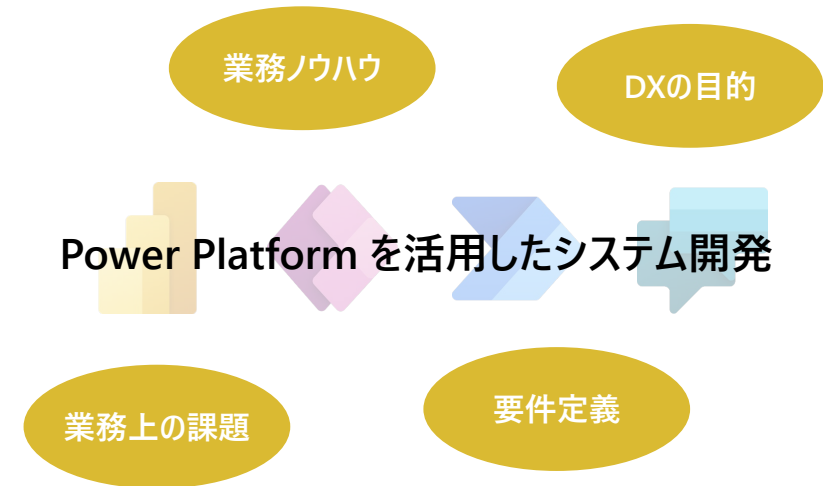 業務ノウハウ
DXの目的
Power Platform を活用したシステム開発
業務上の課題
要件定義